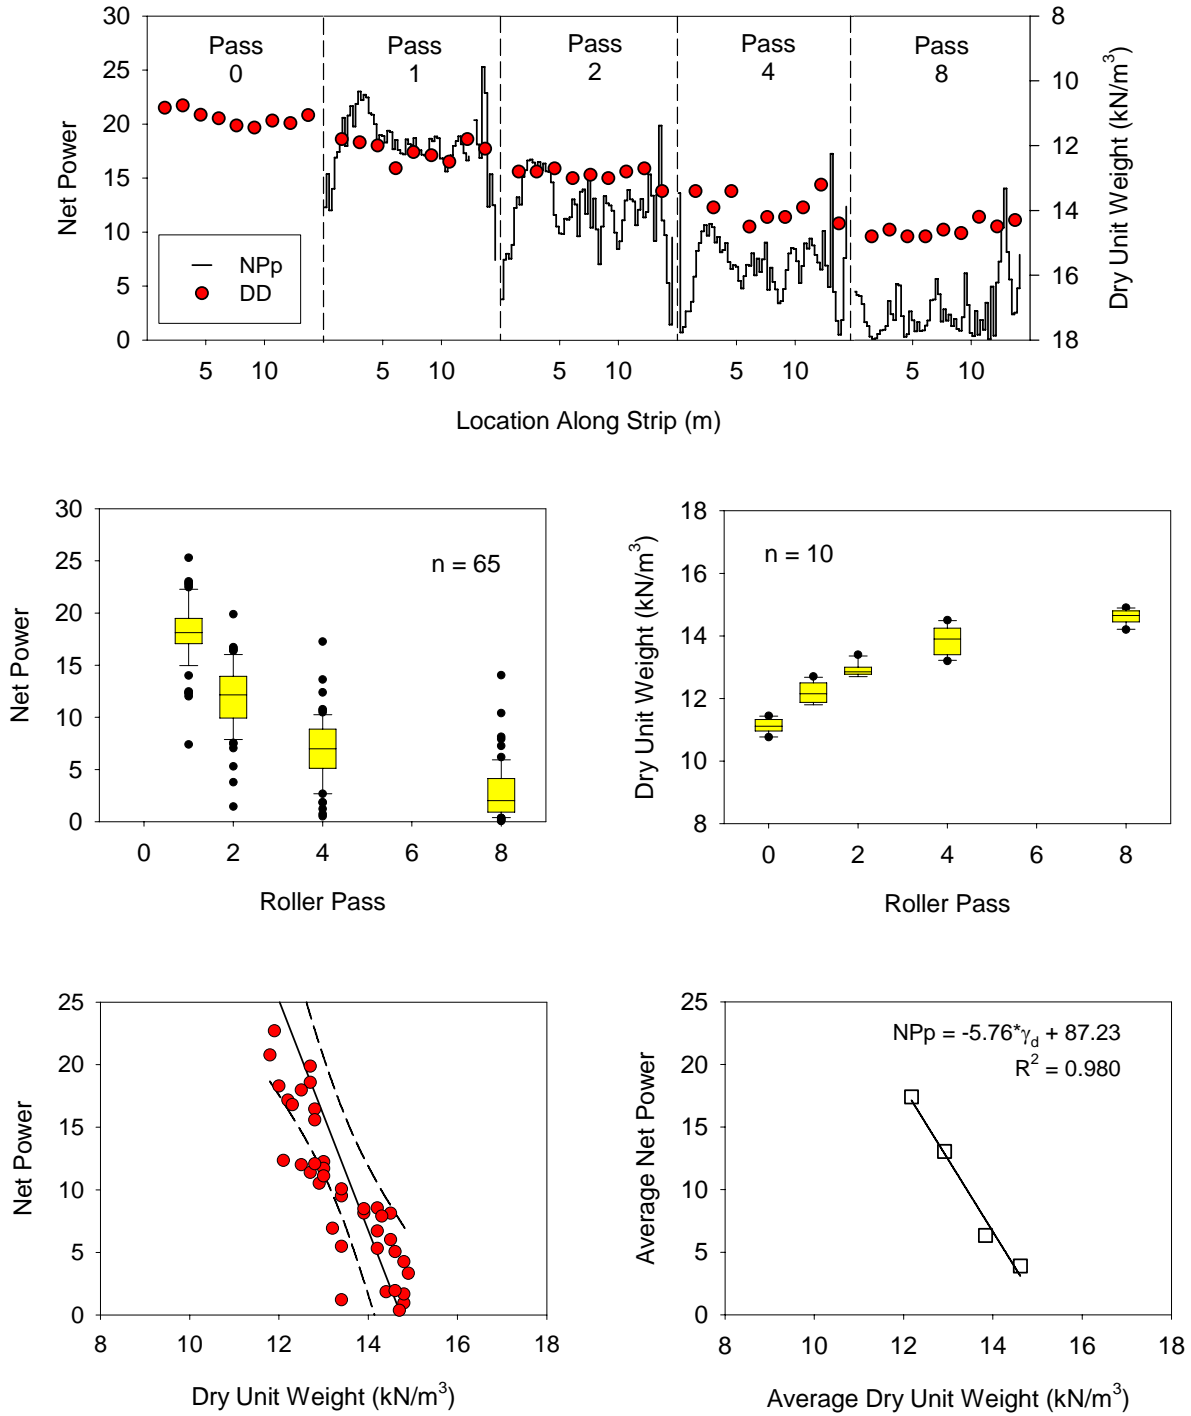 30
25
20
15
10
5
0
Net Power
Pass
0
Pass
1
Pass
2
Pass
4
Pass
8
NPp
DD
8
10
12
14
16
18
Dry Unit Weight (kN/m³)
5 10 5 10 5 10 5 10 5 10
Location Along Strip (m)
30
25
20
15
10
5
0
Net Power
n = 65
0 2 4 6 8
Roller Pass
18
16
14
12
10
8
Dry Unit Weight (kN/m³)
n = 10
0 2 4 6 8
Roller Pass
25
20
15
10
5
0
Net Power
8 10 12 14 16 18
Dry Unit Weight (kN/m³)
25
20
15
10
5
0
Average Net Power
NPp = -5.76*γd + 87.23
R² = 0.980
8 10 12 14 16 18
Average Dry Unit Weight (kN/m³)